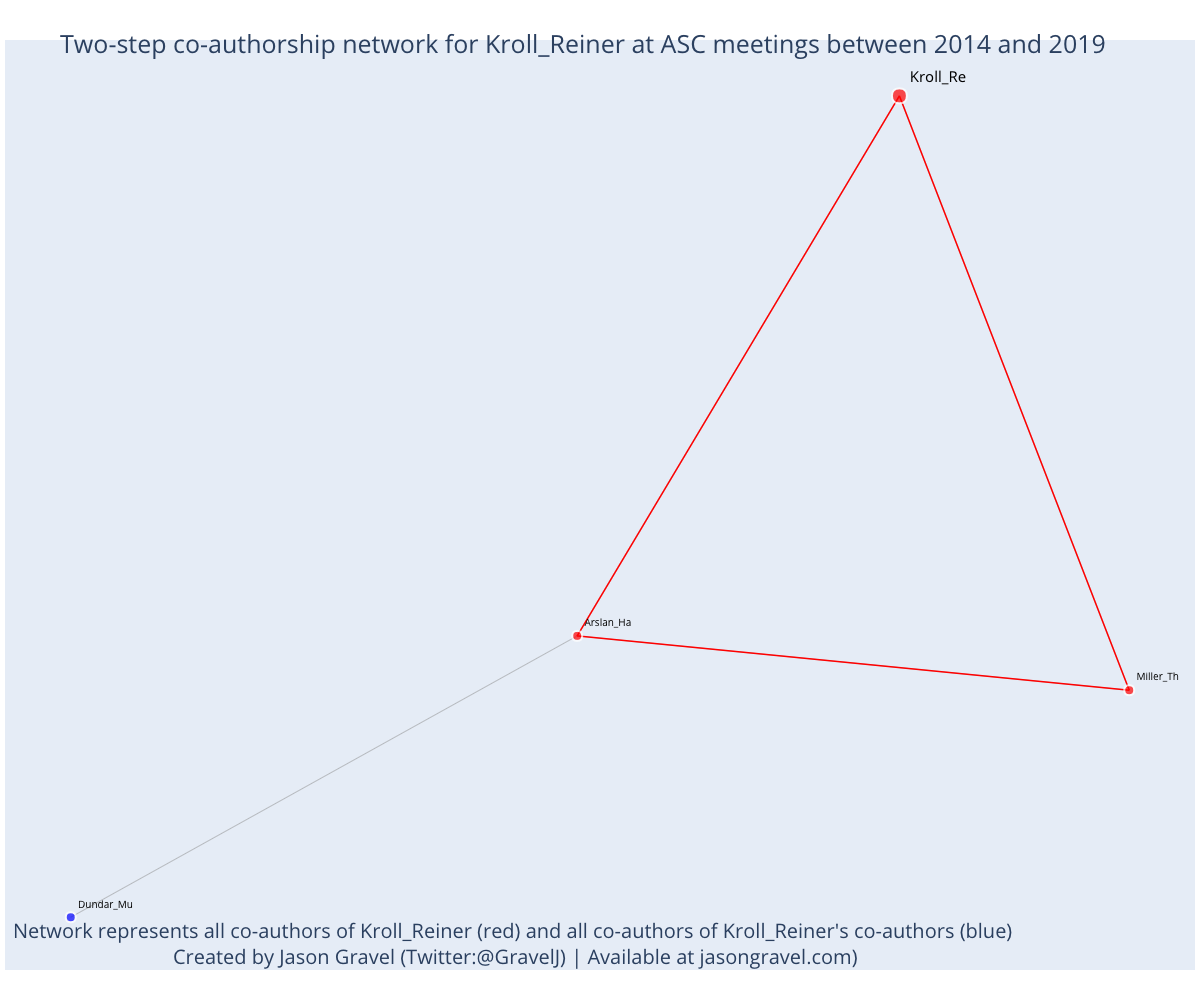 Two-step co-authorship network for Kroll_Reiner at ASC meetings between 2014 and 2019
Kroll_Re
Arslan_Ha
Miller_Th
Dundar_Mu
Network represents all co-authors of Kroll_Reiner (red) and all co-authors of Kroll_Reiner's co-authors (blue)
Created by Jason Gravel (Twitter:@GravelJ) | Available at jasongravel.com)